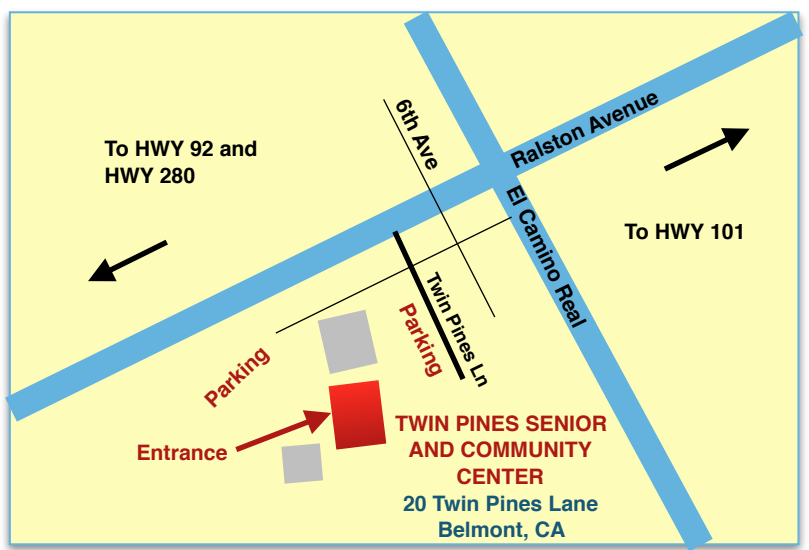 6th Ave
Ralston Avenue
To HWY 92 and
HWY 280
El Camino Real
To HWY 101
Twin Pines Ln
Parking
Parking
Entrance
TWIN PINES SENIOR
AND COMMUNITY
CENTER
20 Twin Pines Lane
Belmont, CA